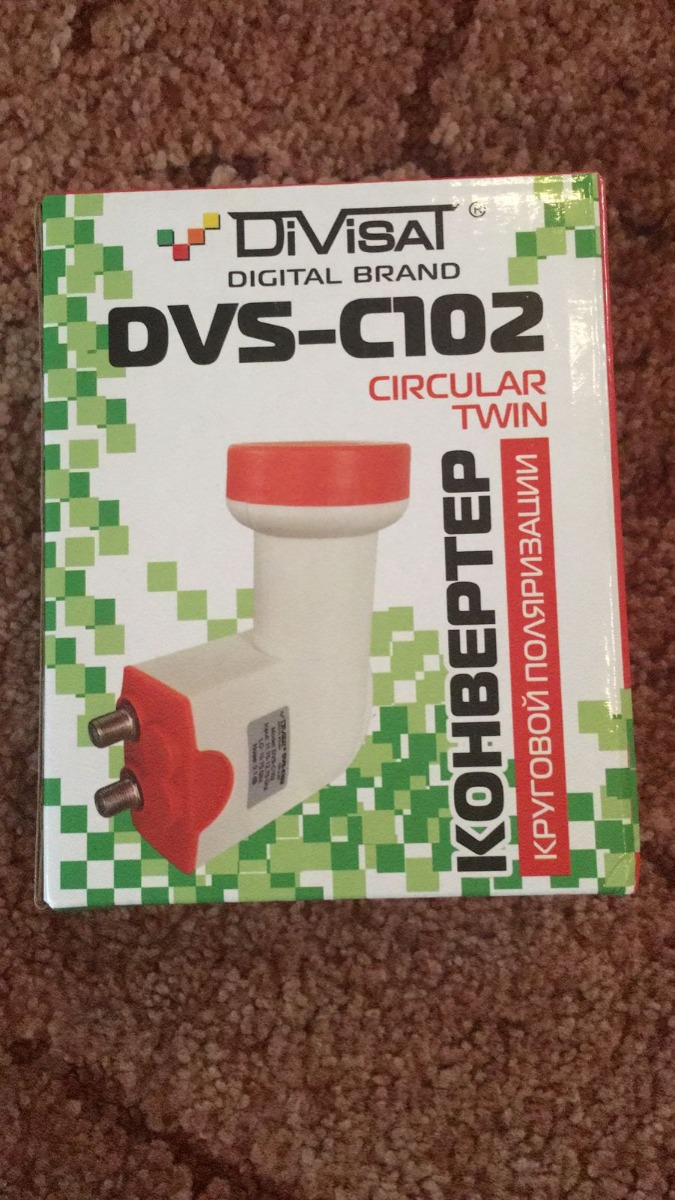 DiViSAT ®
DIGITAL BRAND
DVS-C102
CIRCULAR
TWIN
КОНВЕРТЕР
КРУГОВОЙ ПОЛЯРИЗАЦИИ